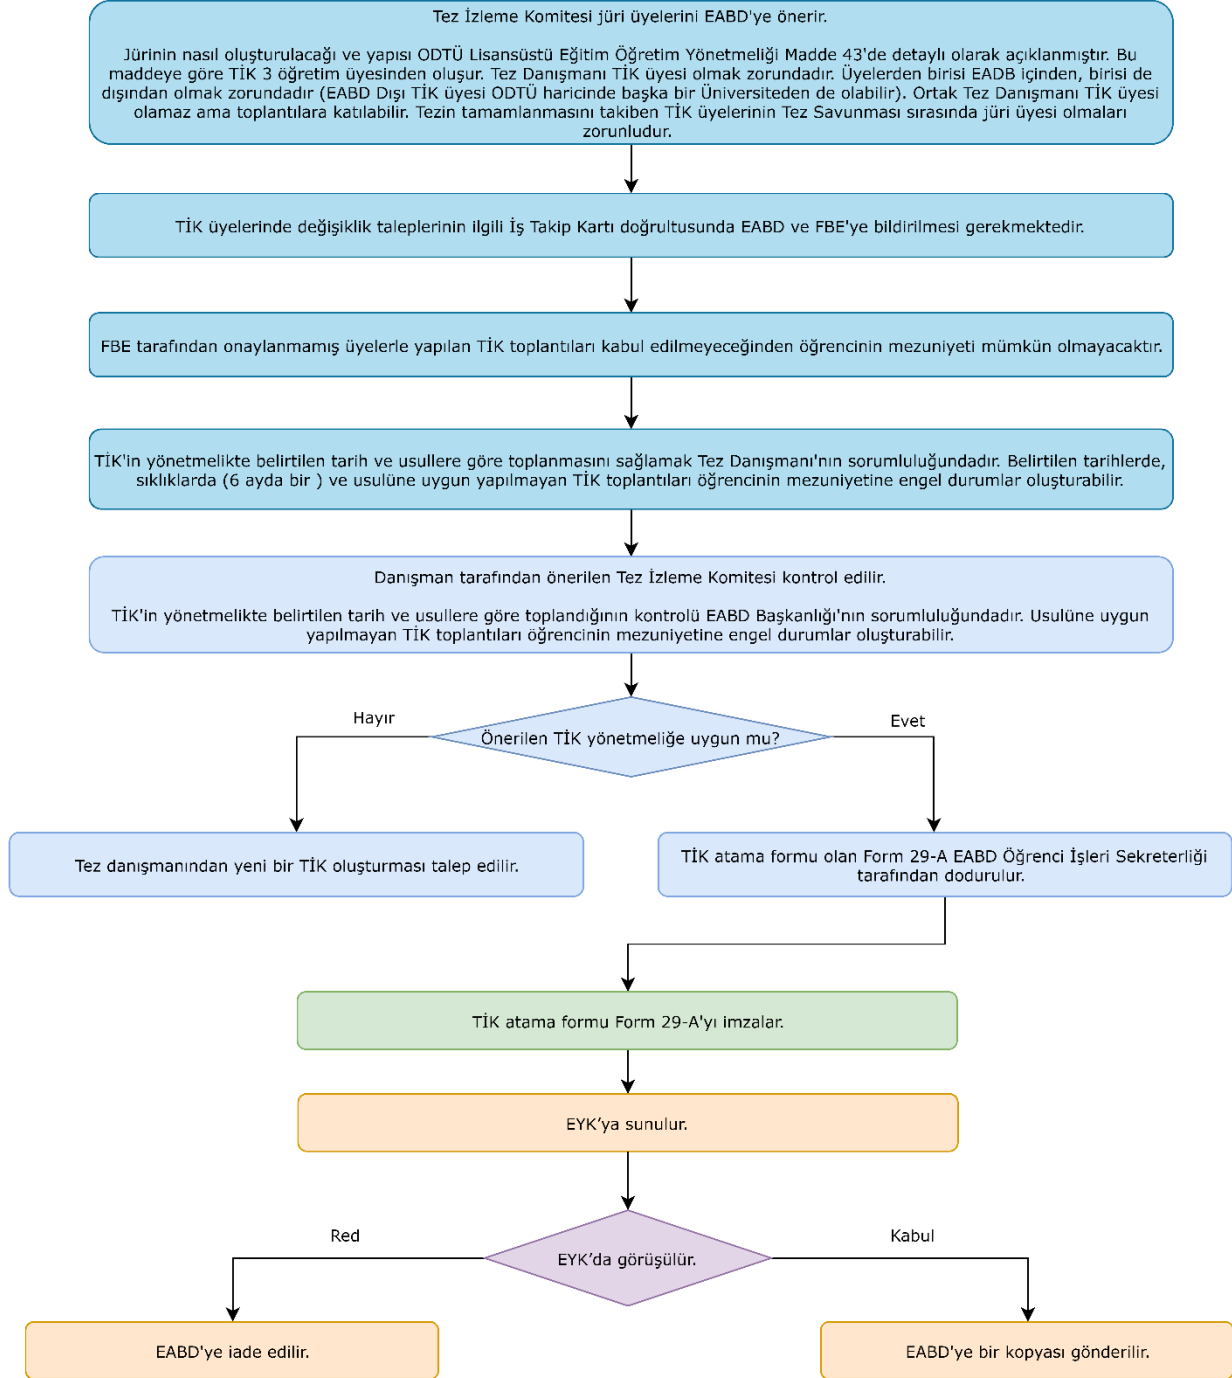 Tez İzleme Komitesi jüri üyelerini EABD'ye önerir.
Jürinin nasıl oluşturulacağı ve yapısı ODTÜ Lisansüstü Eğitim Öğretim Yönetmeliği Madde 43'de detaylı olarak açıklanmıştır. Bu
maddeye göre TİK 3 öğretim üyesinden oluşur. Tez Danışmanı TİK üyesi olmak zorundadır. Üyelerden birisi EADB içinden, birisi de
dışından olmak zorundadır (EABD Dışı TİK üyesi ODTÜ haricinde başka bir Üniversiteden de olabilir). Ortak Tez Danışmanı TİK üyesi
olamaz ama toplantılara katılabilir. Tezin tamamlanmasını takiben TİK üyelerinin Tez Savunması sırasında jüri üyesi olmaları
zorunludur.
TİK üyelerinde değişiklik taleplerinin ilgili İş Takip Kartı doğrultusunda EABD ve FBE'ye bildirilmesi gerekmektedir.
FBE tarafından onaylanmamış üyelerle yapılan TİK toplantıları kabul edilmeyeceğinden öğrencinin mezuniyeti mümkün olmayacaktır.
TİK'in yönetmelikte belirtilen tarih ve usullere göre toplanmasını sağlamak Tez Danışmanı'nın sorumluluğundadır. Belirtilen tarihlerde,
sıklıklarda (6 ayda bir ) ve usulüne uygun yapılmayan TİK toplantıları öğrencinin mezuniyetine engel durumlar oluşturabilir.
Danışman tarafından önerilen Tez İzleme Komitesi kontrol edilir.
TİK'in yönetmelikte belirtilen tarih ve usullere göre toplandığının kontrolü EABD Başkanlığı'nın sorumluluğundadır. Usulüne uygun
yapılmayan TİK toplantıları öğrencinin mezuniyetine engel durumlar oluşturabilir.
Hayır
Evet
Önerilen TİK yönetmeliğe uygun mu?
Tez danışmanından yeni bir TİK oluşturması talep edilir.
TİK atama formu olan Form 29-A EABD Öğrenci İşleri Sekreterliği
tarafından dodurulur.
TİK atama formu Form 29-A'yı imzalar.
EYK’ya sunulur.
Red
Kabul
EYK’da görüşülür.
EABD'ye iade edilir.
EABD'ye bir kopyası gönderilir.